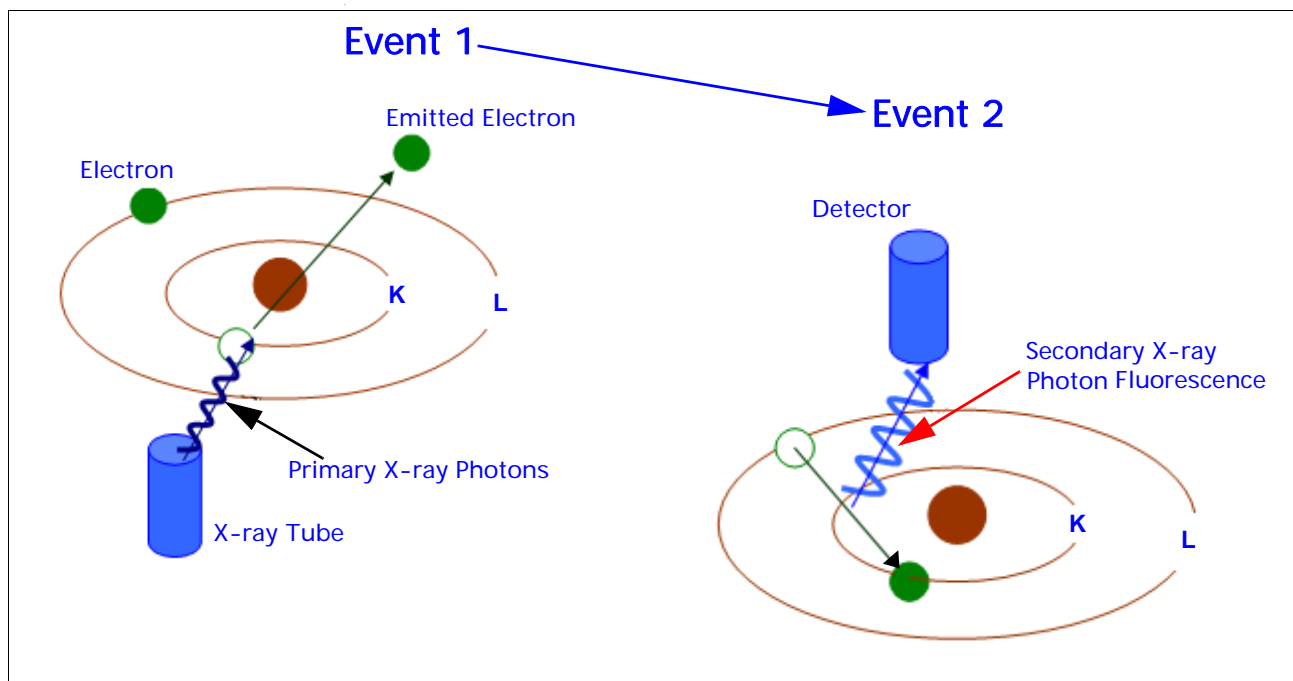 Event 1
Event 2
Emitted Electron
Electron
K
L
Primary X-ray Photons
X-ray Tube
Detector
Secondary X-ray
Photon Fluorescence
K
L